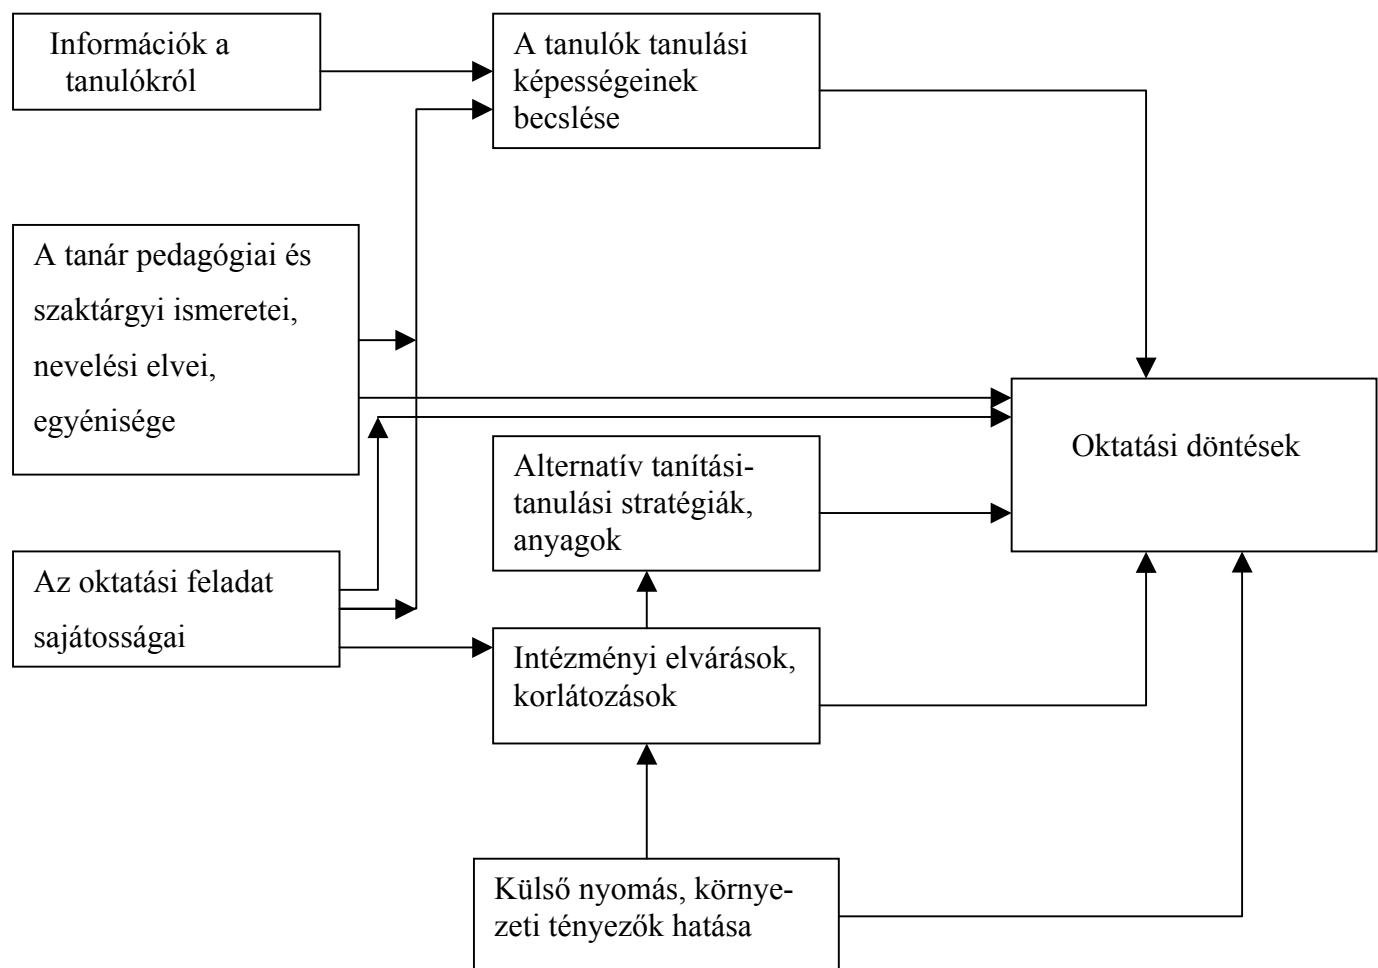 Információk a
tanulókról
A tanulók tanulási
képességeinek
becslése
A tanár pedagógiai és
szaktárgyi ismeretei,
nevelési elvei,
egyénisége
Oktatási döntések
Alternatív tanítási-
tanulási stratégiák,
anyagok
Az oktatási feladat
sajátosságai
Intézményi elvárások,
korlátozások
Külső nyomás, környe-
zeti tényezők hatása